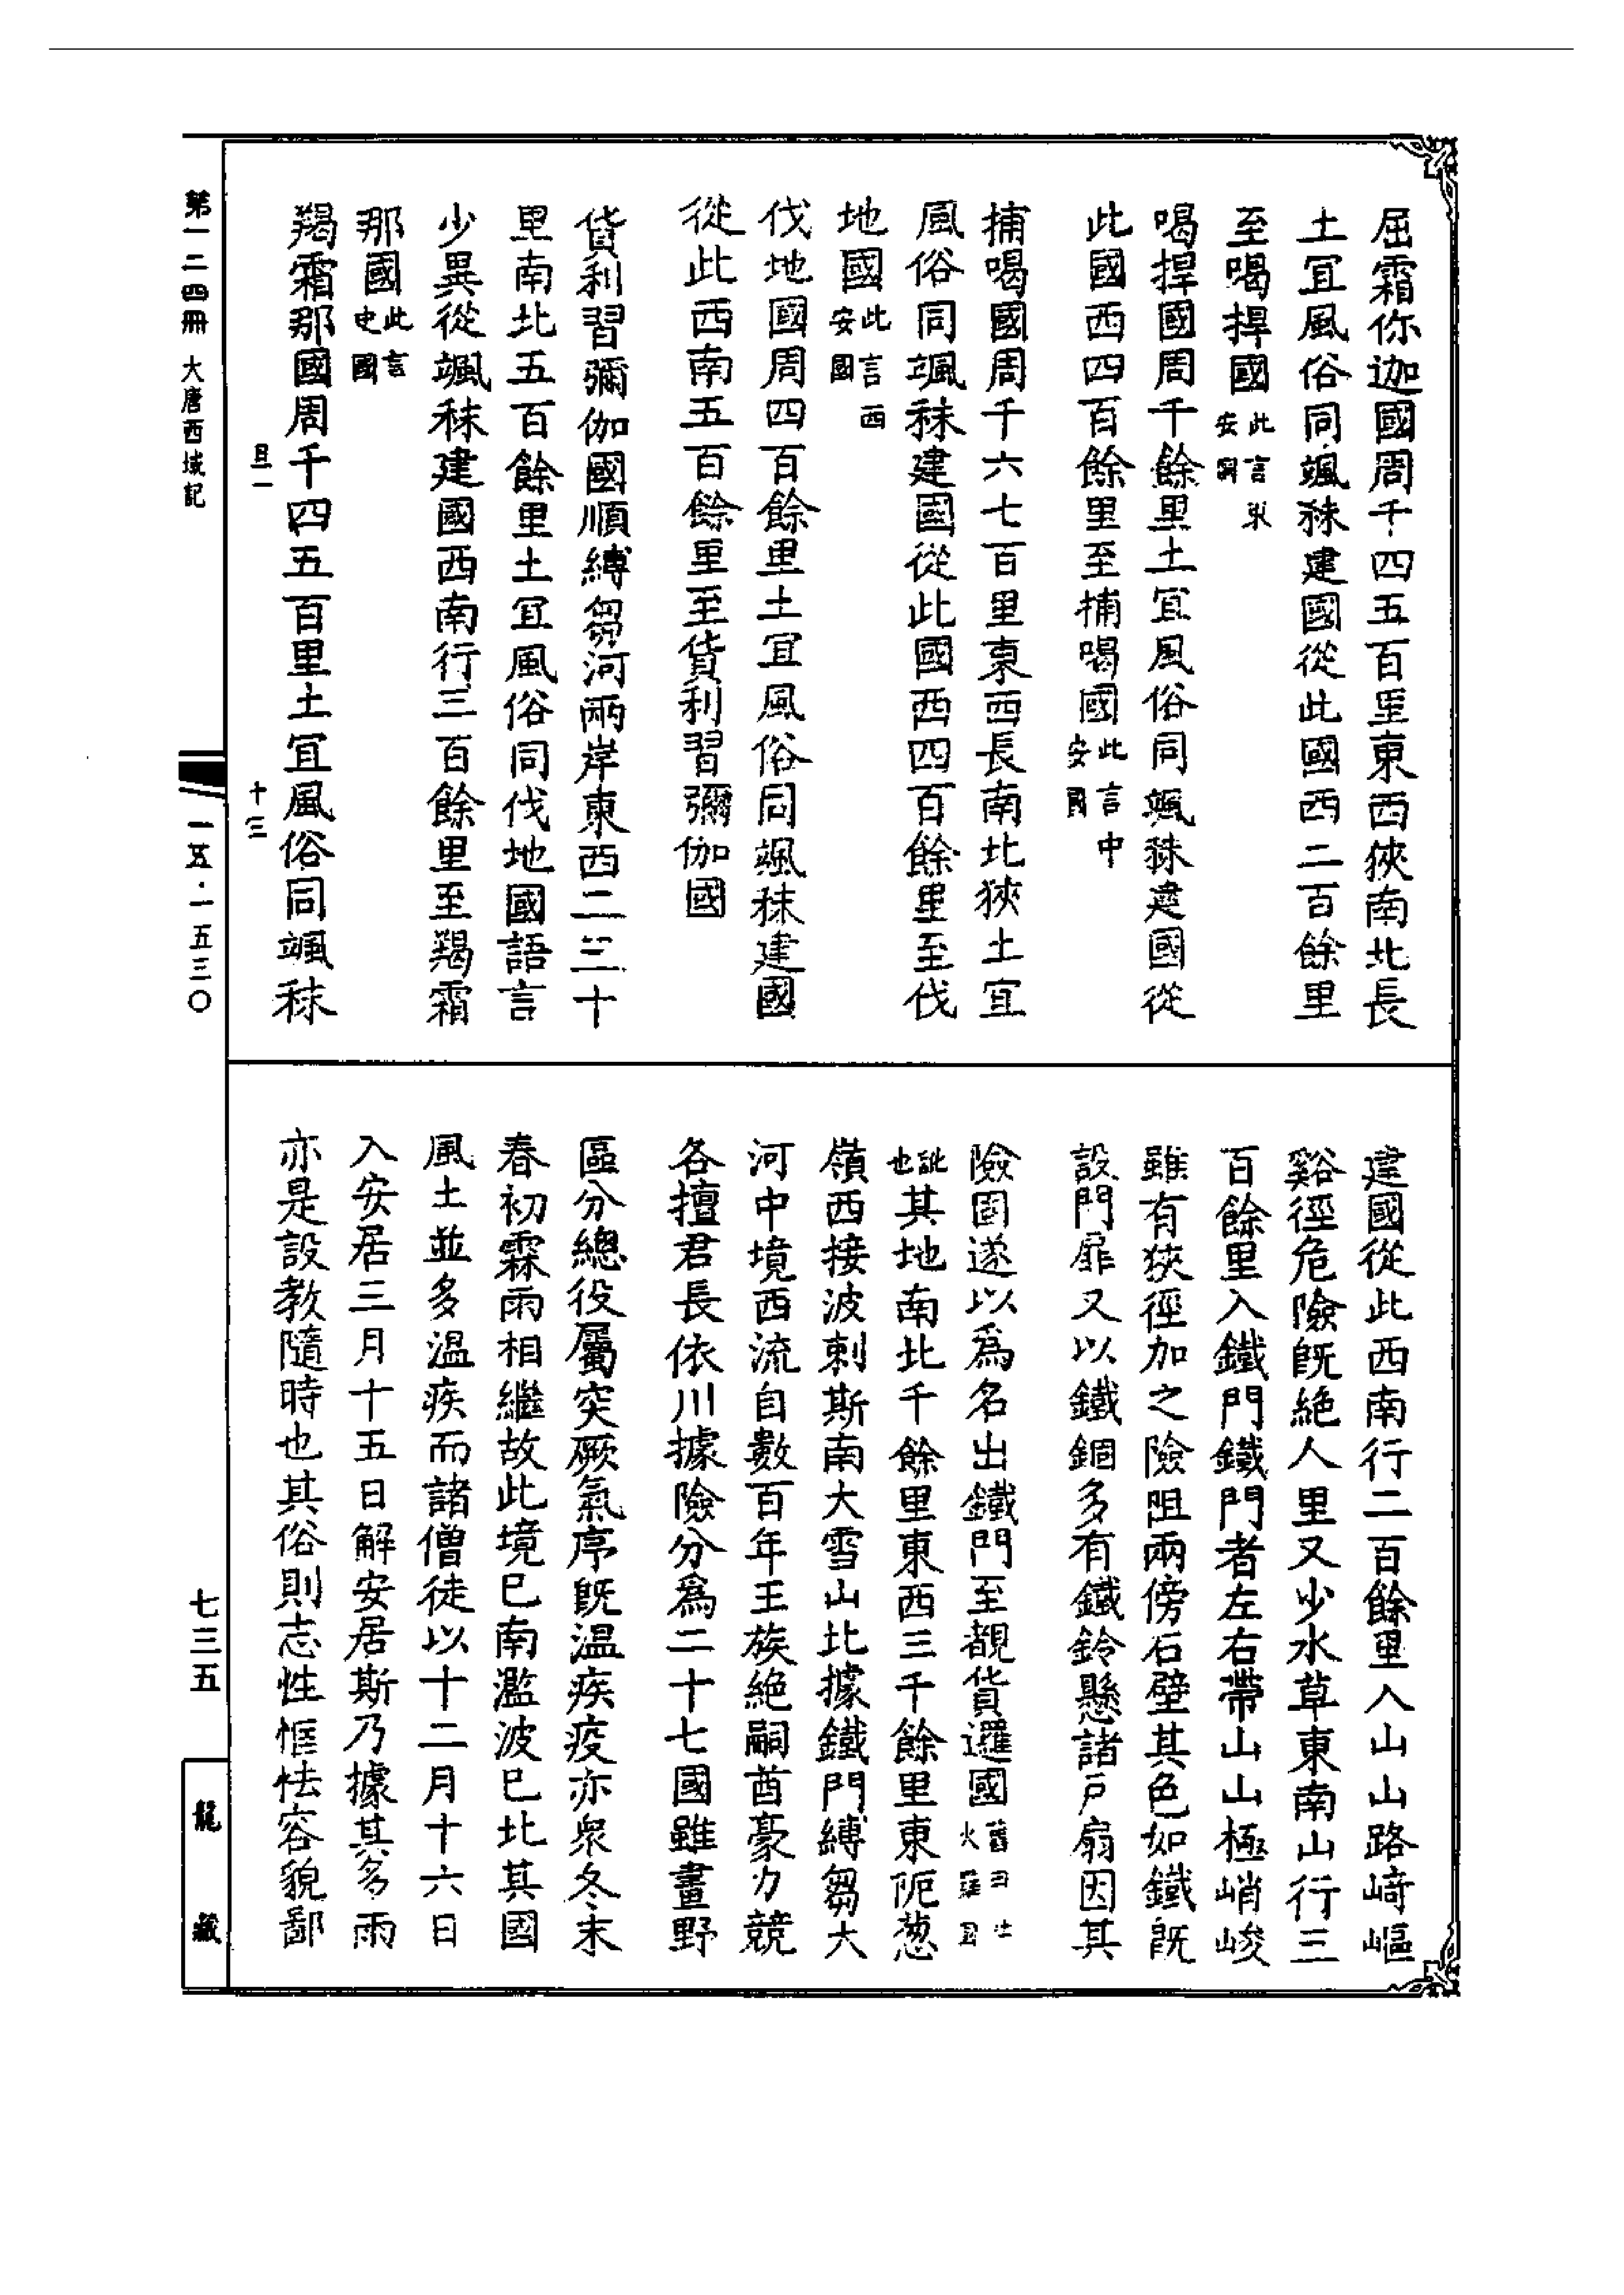 屈霜你迦國周千四五百里東西狹南北長
土宜風俗同颯秣建國從此國西二百餘里
至喝捍國此言東安國
喝捍國周千餘里土宜風俗同颯秣建國從
此國西四百餘里至捕喝國此言中安國
捕喝國周千六七百里東西長南北狹土宜
風俗同颯秣建國從此國西四百餘里至伐
地國此言西安國
伐地國周四百餘里土宜風俗同颯秣建國
從此西南五百餘里至貨利習彌伽國
貨利習彌伽國順縛芻河兩岸東西二三十
里南北五百餘里土宜風俗同伐地國語言
少異從颯秣建國西南行三百餘里至羯霜
那國此言史國
羯霜那國周千四五百里土宜風俗同颯秣
建國從此西南行二百餘里入山山路崎嶇
谿徑危險既絕人里又少水草東南山行三
百餘里入鐵門鐵門者左右帶山山極峭峻
雖有狹徑加之險阻兩傍石壁其色如鐵既
設門扉又以鐵錮多有鐵鈴懸諸戶扇因其
險固遂以爲名出鐵門至覩貨邏國舊曰吐火羅國
訛也其地南北千餘里東西三千餘里東阨葱
嶺西接波剌斯南大雪山北據鐵門縛芻大
河中境西流自數百年王族絶嗣酋豪力競
各擅君長依川據險分爲二十七國雖畫野
區分總役屬突厥氣序既温疾疫亦衆冬末
春初霖雨相繼故此境已南濫波已北其國
風土並多温疾而諸僧徒以十二月十六日
入安居三月十五日解安居斯乃據其多雨
亦是設教隨時也其俗則志性恇怯容貌鄙
旦一
十三
第一二四冊 大唐西域記
一五·一五三〇
七三五
龍藏